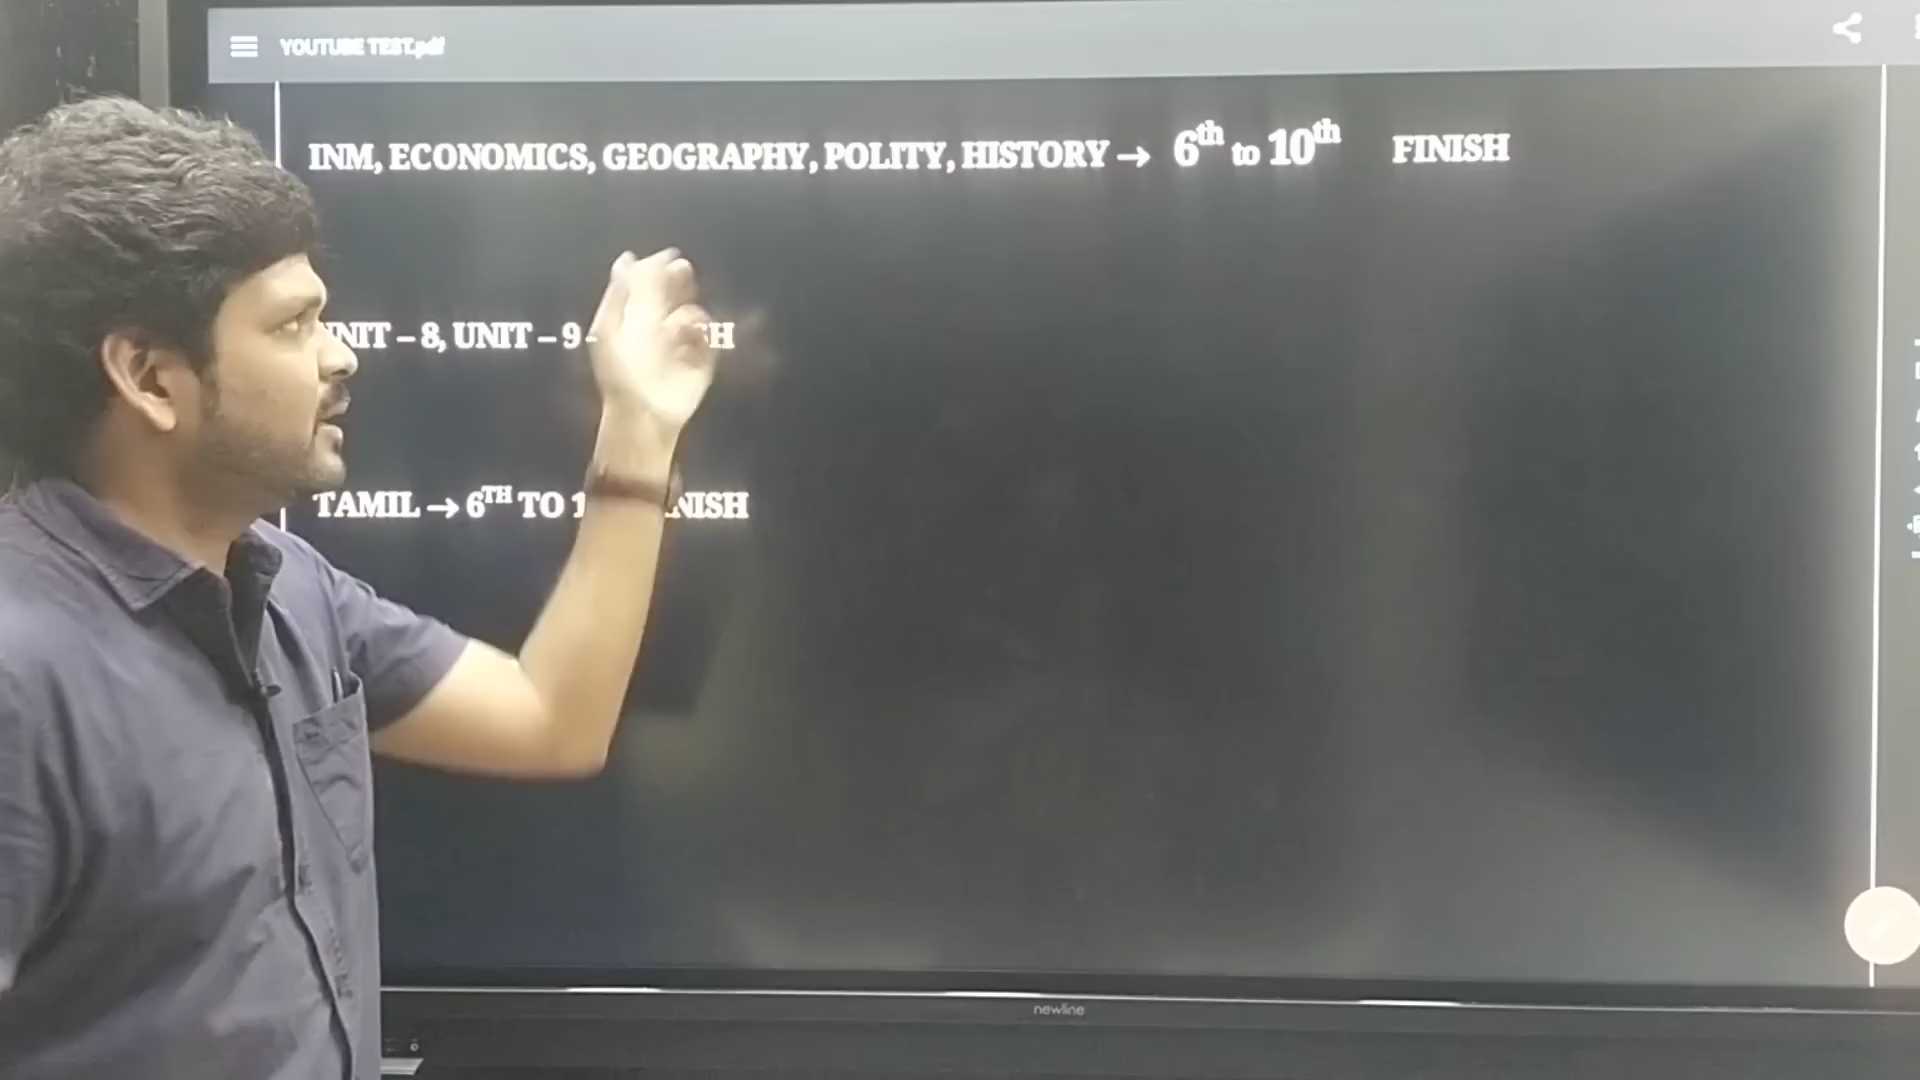 YOUTUBE TEST.pdf
INM, ECONOMICS, GEOGRAPHY, POLITY, HISTORY → 6th to 10th FINISH
UNIT – 8, UNIT – 9 -
TAMIL → 6TH TO
newline